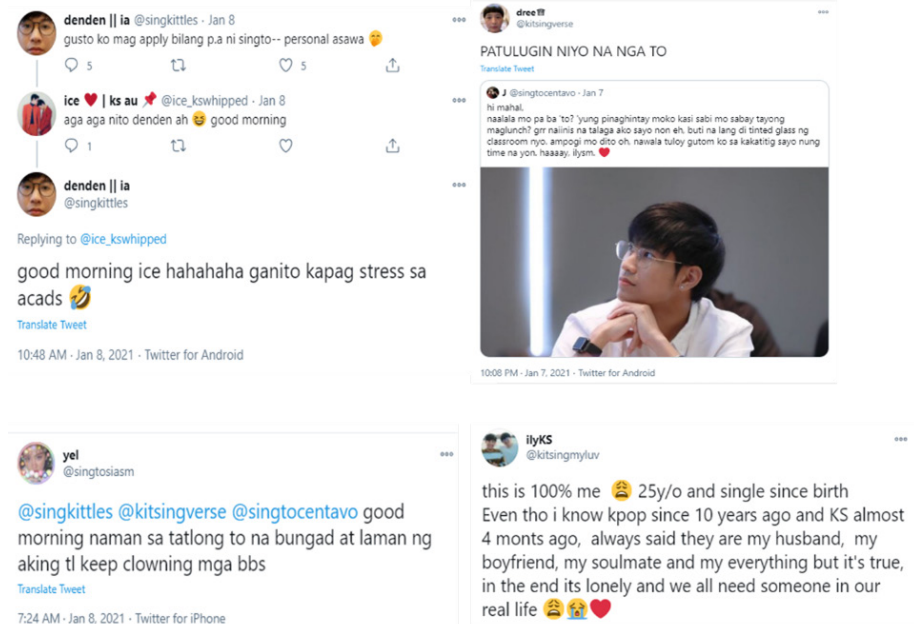 denden || ia @singkittles · Jan 8
gusto ko mag apply bilang p.a ni singto-- personal asawa 🤭
5 5
ice ❤️ | ks au 📌 @ice_kswhipped · Jan 8
aga aga nito denden ah 😆 good morning
1
denden || ia
@singkittles
Replying to @ice_kswhipped
good morning ice hahahaha ganito kapag stress sa
acads 🤣
Translate Tweet
10:48 AM · Jan 8, 2021 · Twitter for Android
dree
@kitsingverse
PATULUGIN NIYO NA NGA TO
Translate Tweet
J @singtocentavo · Jan 7
hi mahal.
naalala mo pa ba 'to? 'yung pinaghintay moko kasi sabi mo sabay tayong
maglunch? grr naiinis na talaga ako sayo non eh, buti na lang di tinted glass ng
classroom nyo. ampogi mo dito oh, nawala tuloy gutom ko sa kakatitig sayo nung
time na yon. haaaay, ilysm. ❤️
10:08 PM · Jan 7, 2021 · Twitter for Android
yel
@singtosiasm
@singkittles @kitsingverse @singtocentavo good
morning naman sa tatlong to na bungad at laman ng
aking tl keep clowning mga bbs
Translate Tweet
7:24 AM · Jan 8, 2021 · Twitter for iPhone
ilyKS
@kitsingmyluv
this is 100% me 😩 25y/o and single since birth
Even tho i know kpop since 10 years ago and KS almost
4 monts ago, always said they are my husband, my
boyfriend, my soulmate and my everything but it's true,
in the end its lonely and we all need someone in our
real life 😩😭❤️